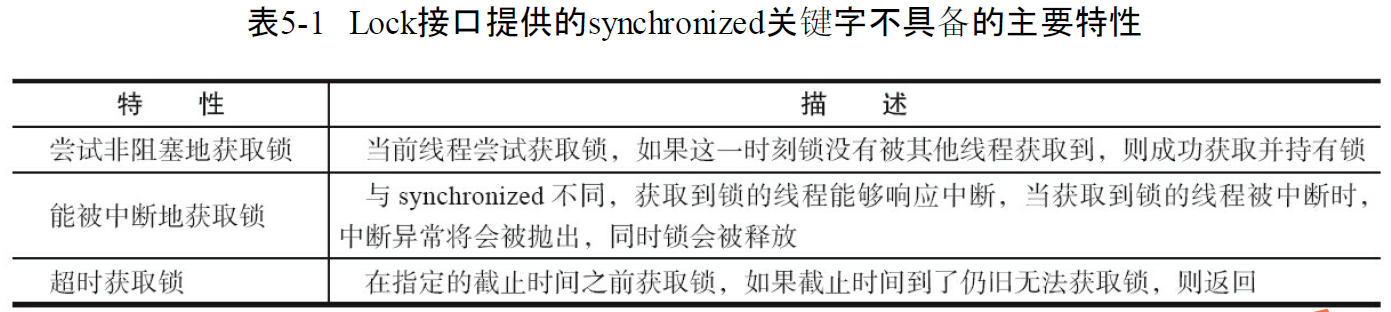 表5-1 Lock接口提供的synchronized关键字不具备的主要特性
特 性 描 述
尝试非阻塞地获取锁 当前线程尝试获取锁，如果这一时刻锁没有被其他线程获取到，则成功获取并持有锁
能被中断地获取锁 与 synchronized 不同，获取到锁的线程能够响应中断，当获取到锁的线程被中断时，
中断异常将会被抛出，同时锁会被释放
超时获取锁 在指定的截止时间之前获取锁，如果截止时间到了仍旧无法获取锁，则返回